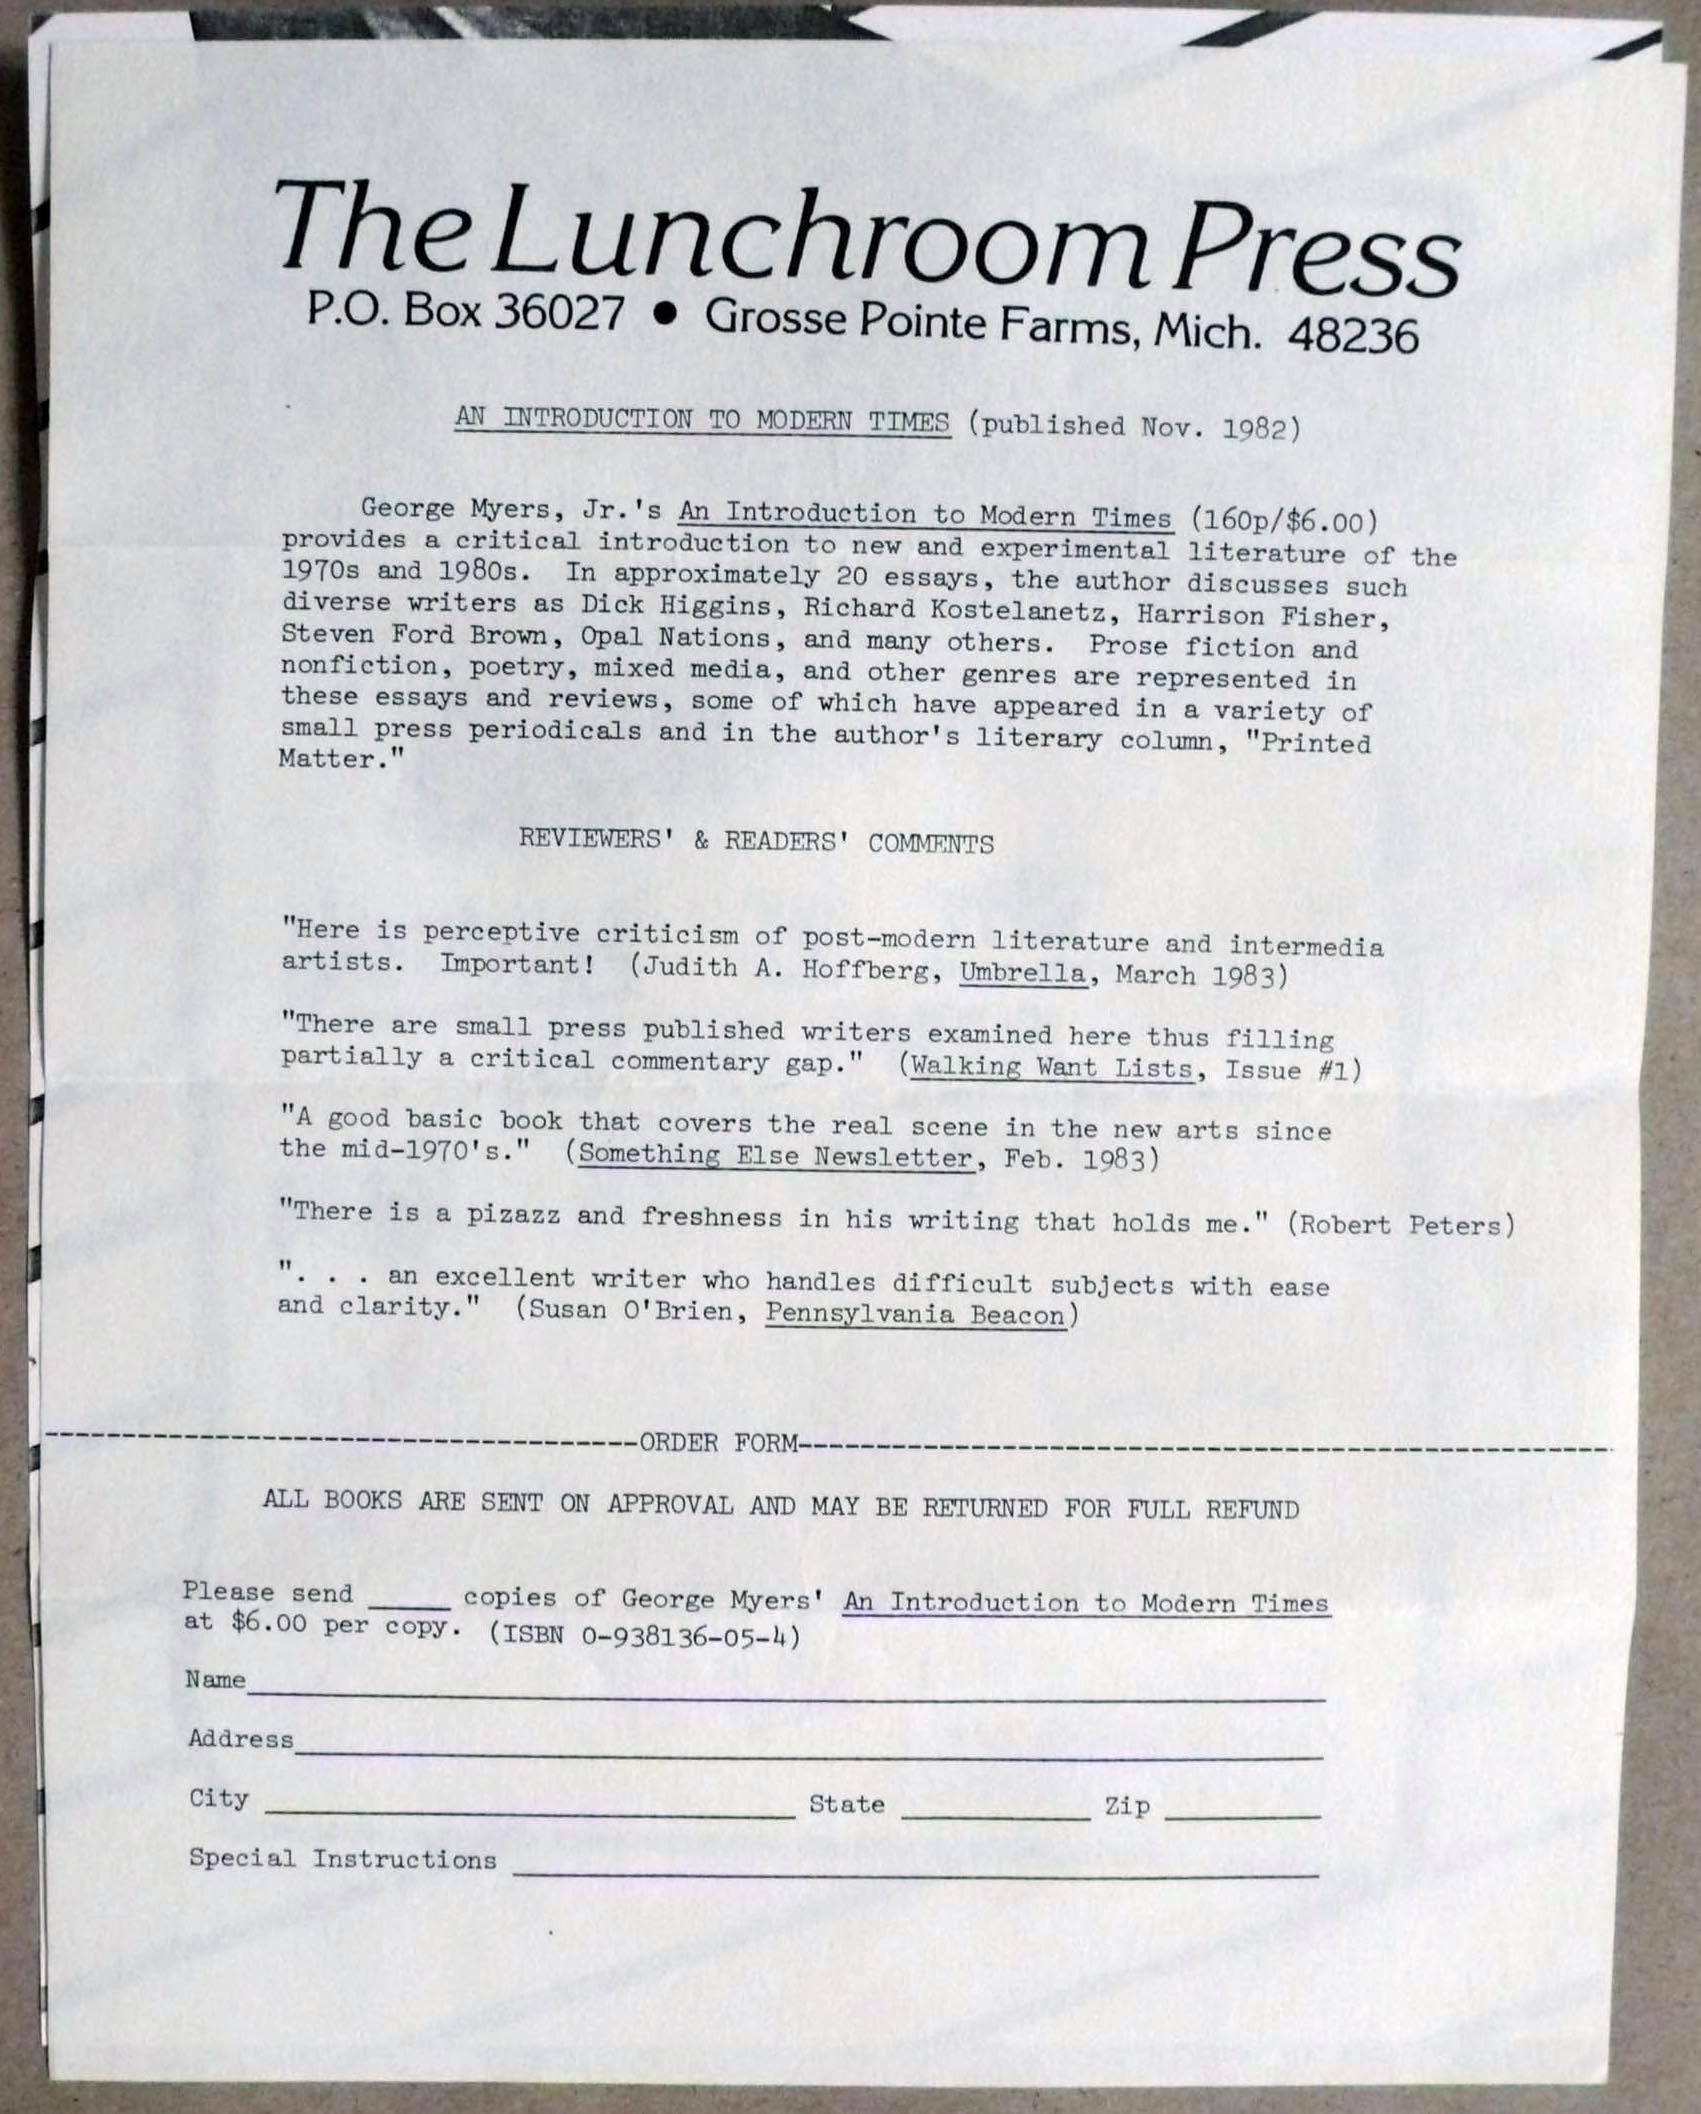 The Lunchroom Press
P.O. Box 36027 ● Grosse Pointe Farms, Mich. 48236
AN INTRODUCTION TO MODERN TIMES (published Nov. 1982)
George Myers, Jr.'s An Introduction to Modern Times (160p/$6.00)
provides a critical introduction to new and experimental literature of the
1970s and 1980s. In approximately 20 essays, the author discusses such
diverse writers as Dick Higgins, Richard Kostelanetz, Harrison Fisher,
Steven Ford Brown, Opal Nations, and many others. Prose fiction and
nonfiction, poetry, mixed media, and other genres are represented in
these essays and reviews, some of which have appeared in a variety of
small press periodicals and in the author's literary column, "Printed
Matter."
REVIEWERS' & READERS' COMMENTS
"Here is perceptive criticism of post-modern literature and intermedia
artists. Important! (Judith A. Hoffberg, Umbrella, March 1983)
"There are small press published writers examined here thus filling
partially a critical commentary gap." (Walking Want Lists, Issue #1)
"A good basic book that covers the real scene in the new arts since
the mid-1970's." (Something Else Newsletter, Feb. 1983)
"There is a pizazz and freshness in his writing that holds me." (Robert Peters)
". . . an excellent writer who handles difficult subjects with ease
and clarity." (Susan O'Brien, Pennsylvania Beacon)
ORDER FORM
ALL BOOKS ARE SENT ON APPROVAL AND MAY BE RETURNED FOR FULL REFUND
Please send _____ copies of George Myers' An Introduction to Modern Times
at $6.00 per copy. (ISBN 0-938136-05-4)
Name
Address
City State Zip
Special Instructions